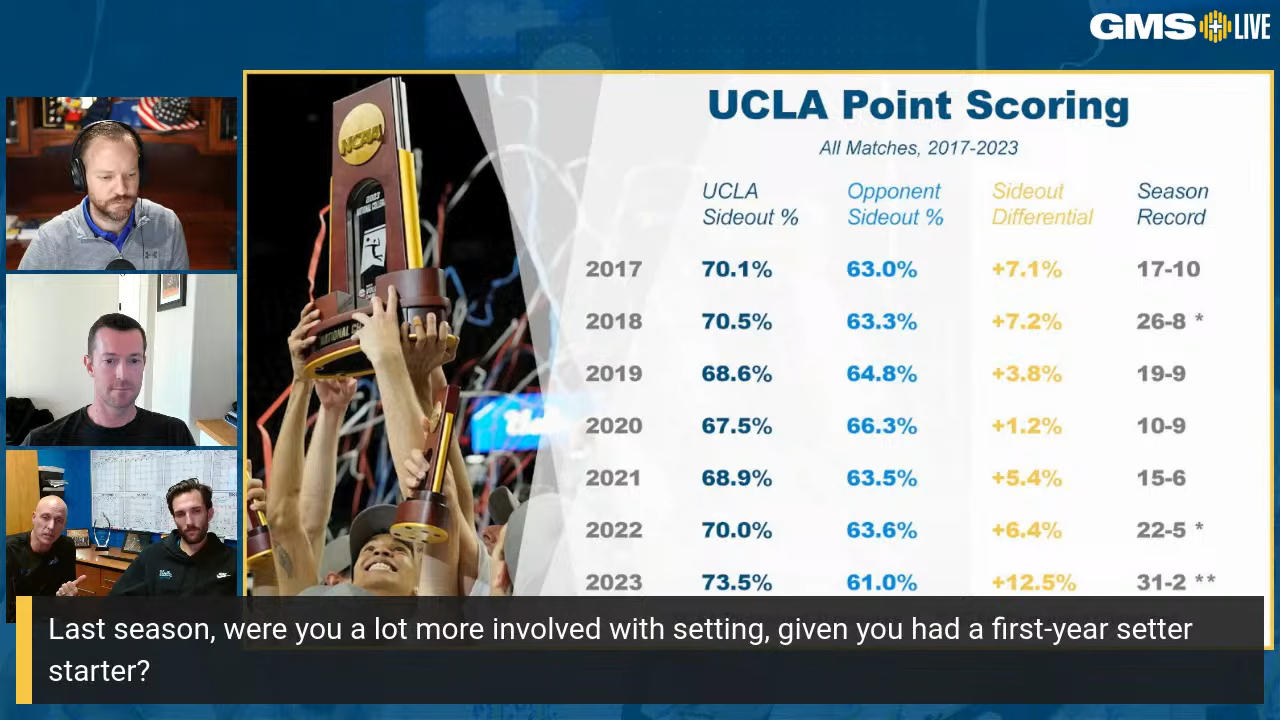 GMS LIVE
UCLA Point Scoring
All Matches, 2017-2023
UCLA Sideout %
Opponent Sideout %
Sideout Differential
Season Record
2017 70.1% 63.0% +7.1% 17-10
2018 70.5% 63.3% +7.2% 26-8 *
2019 68.6% 64.8% +3.8% 19-9
2020 67.5% 66.3% +1.2% 10-9
2021 68.9% 63.5% +5.4% 15-6
2022 70.0% 63.6% +6.4% 22-5 *
2023 73.5% 61.0% +12.5% 31-2 **
NCAA
Last season, were you a lot more involved with setting, given you had a first-year setter
starter?